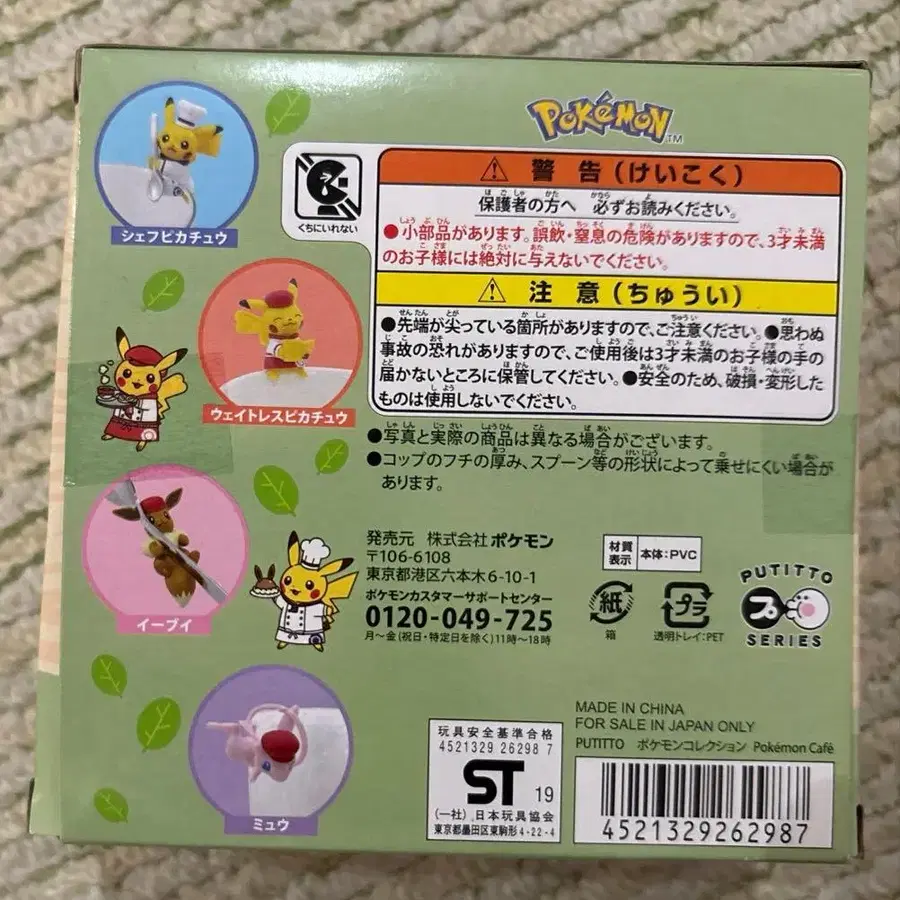 シェフピカチュウ
ウェイトレスピカチュウ
イーブイ
ミュウ
POKéMON TM
くちにいれない
警告(けいこく)
保護者の方へ 必ずお読みください。
●小部品があります。誤飲・窒息の危険がありますので、3才未満
のお子様には絶対に与えないでください。
注意(ちゅうい)
●先端が尖っている箇所がありますので、ご注意ください。●思わぬ
事故の恐れがありますので、ご使用後は3才未満のお子様の手の
届かないところに保管してください。●安全のため、破損・変形した
ものは使用しないでください。
●写真と実際の商品は異なる場合がございます。
●コップのフチの厚み、スプーン等の形状によって乗せにくい場合が
あります。
発売元 株式会社ポケモン
〒106-6108
東京都港区六本木6-10-1
ポケモンカスタマーサポートセンター
0120-049-725
月~金(祝日・特定日を除く)11時~18時
材質表示 本体:PVC
紙
箱
プラ
透明トレイ:PET
PUTITTO
プ
SERIES
玩具安全基準合格
4521329 26298 7
ST 19
(一社)日本玩具協会
東京都墨田区東駒形4-22-4
MADE IN CHINA
FOR SALE IN JAPAN ONLY
PUTITTO ポケモンコレクション Pokémon Café
4521329262987